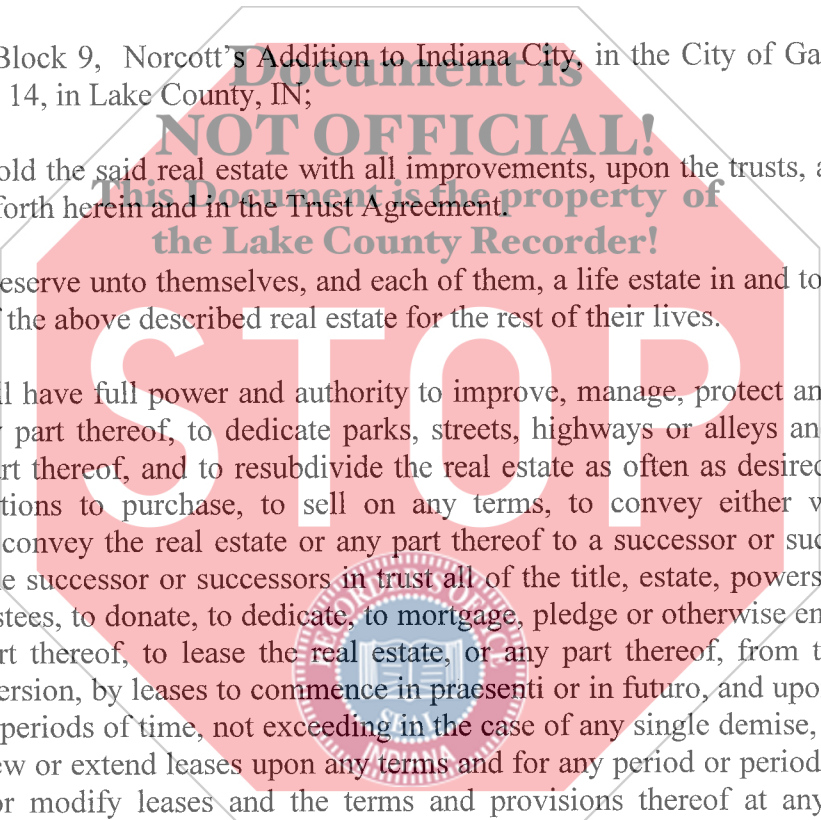 Block 9, Norcott's Addition to Indiana City, in the City of Ga
Document is
14, in Lake County, IN;
NOT OFFICIAL!
old the said real estate with all improvements, upon the trusts, a
This Document is the property of
forth herein and in the Trust Agreement.
the Lake County Recorder!
eserve unto themselves, and each of them, a life estate in and to
f the above described real estate for the rest of their lives.
STOP
ll have full power and authority to improve, manage, protect an
y part thereof, to dedicate parks, streets, highways or alleys an
rt thereof, and to resubdivide the real estate as often as desired
tions to purchase, to sell on any terms, to convey either w
convey the real estate or any part thereof to a successor or suc
e successor or successors in trust all of the title, estate, powers
stees, to donate, to dedicate, to mortgage, pledge or otherwise en
rt thereof, to lease the real estate, or any part thereof, from t
ersion, by leases to commence in praesenti or in futuro, and upo
periods of time, not exceeding in the case of any single demise,
ew or extend leases upon any terms and for any period or period
or modify leases and the terms and provisions thereof at any
RECORDER'S OFFICE
SEAL
INDIANA